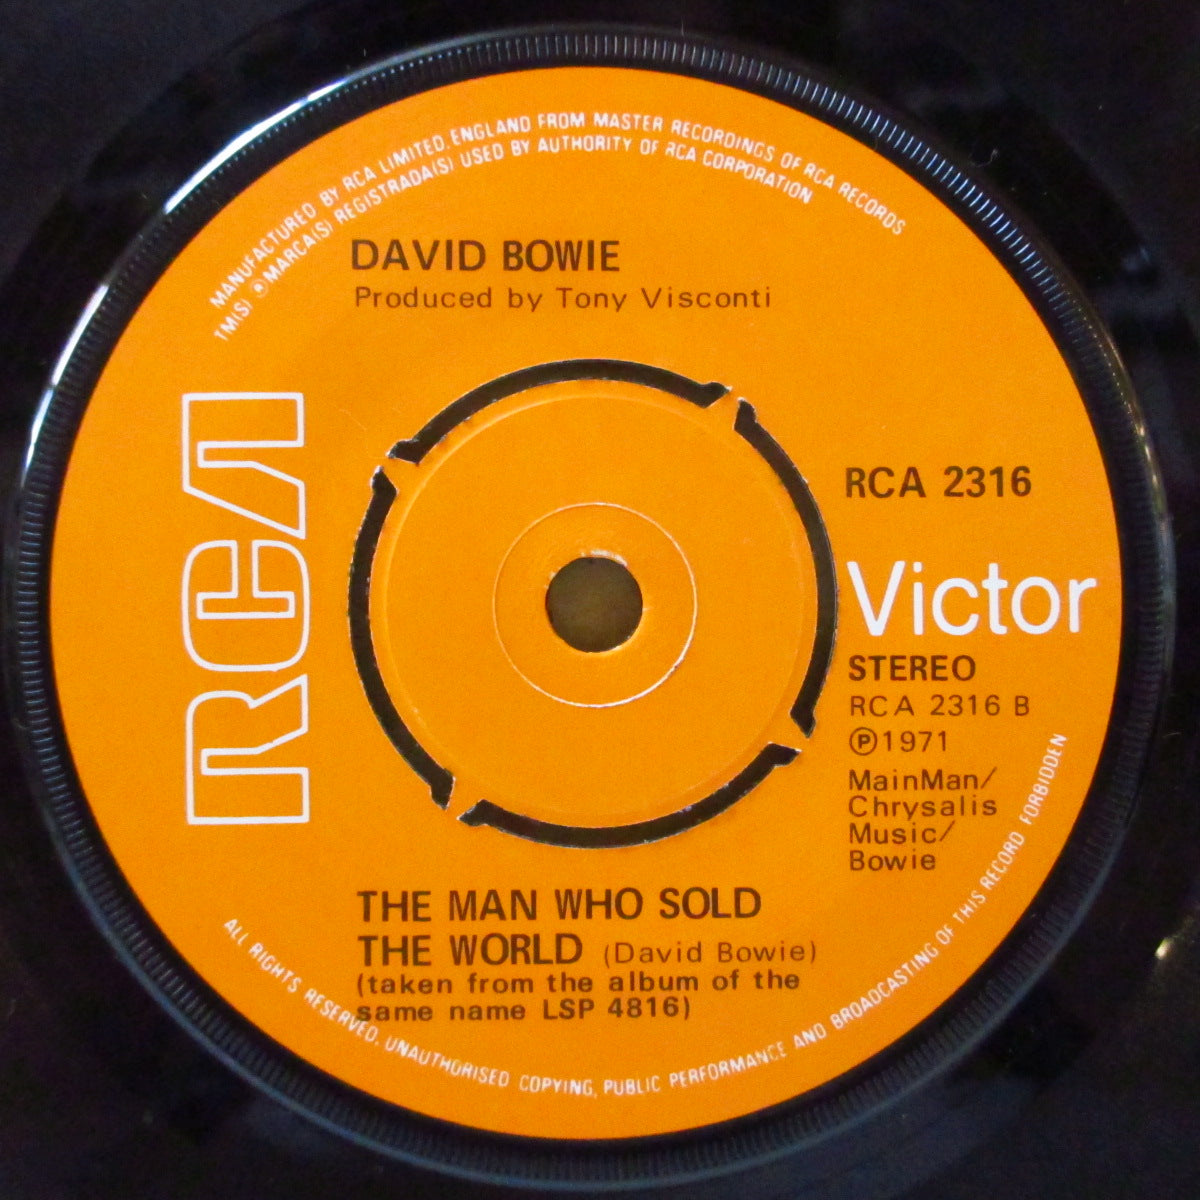 MANUFACTURED BY RCA LIMITED, ENGLAND FROM MASTER RECORDINGS OF RCA RECORDS
TM(S) ®MARCA(S) REGISTRADA(S) USED BY AUTHORITY OF RCA CORPORATION
DAVID BOWIE
Produced by Tony Visconti
RCA
RCA 2316
Victor
STEREO
RCA 2316 B
℗1971
MainMan/
Chrysalis
Music/
Bowie
THE MAN WHO SOLD
THE WORLD (David Bowie)
(taken from the album of the
same name LSP 4816)
ALL RIGHTS RESERVED, UNAUTHORISED COPYING, PUBLIC PERFORMANCE AND BROADCASTING OF THIS RECORD FORBIDDEN